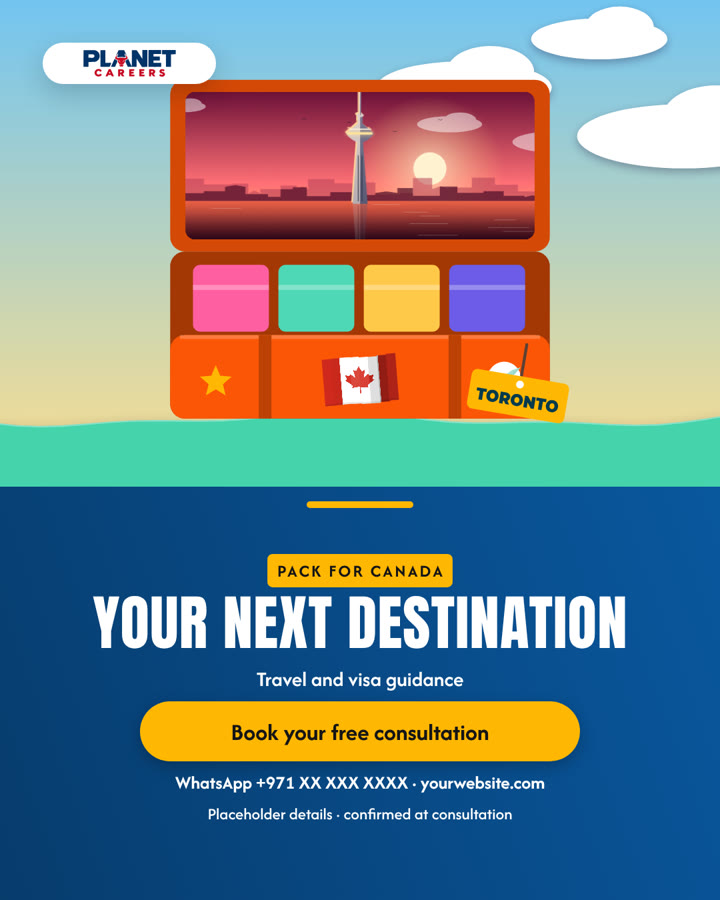 PLANET
CAREERS
TORONTO
PACK FOR CANADA
YOUR NEXT DESTINATION
Travel and visa guidance
Book your free consultation
WhatsApp +971 XX XXX XXXX · yourwebsite.com
Placeholder details · confirmed at consultation